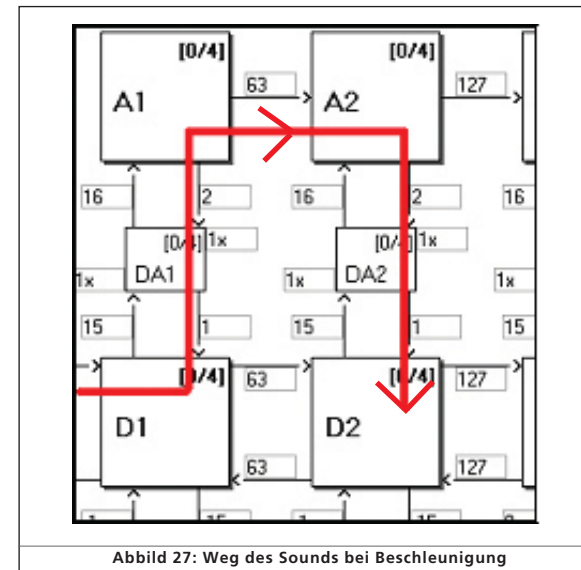 [0/4] [0/4]
63 127
A1 A2
16 2 16 2 16
[0/4] 1x [0/4] 1x
DA1 DA2
1x 1x 1x
15 1 15 1 15
[0/4] 63 [0/4] 127
D1 D2
63 127
Abbild 27: Weg des Sounds bei Beschleunigung